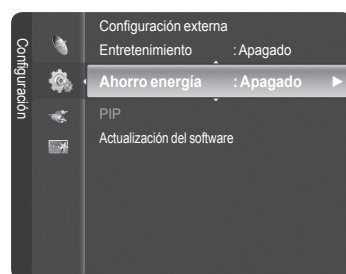 Configuración
Configuración externa
Entretenimiento : Apagado
Ahorro energía : Apagado
PIP
Actualización del software